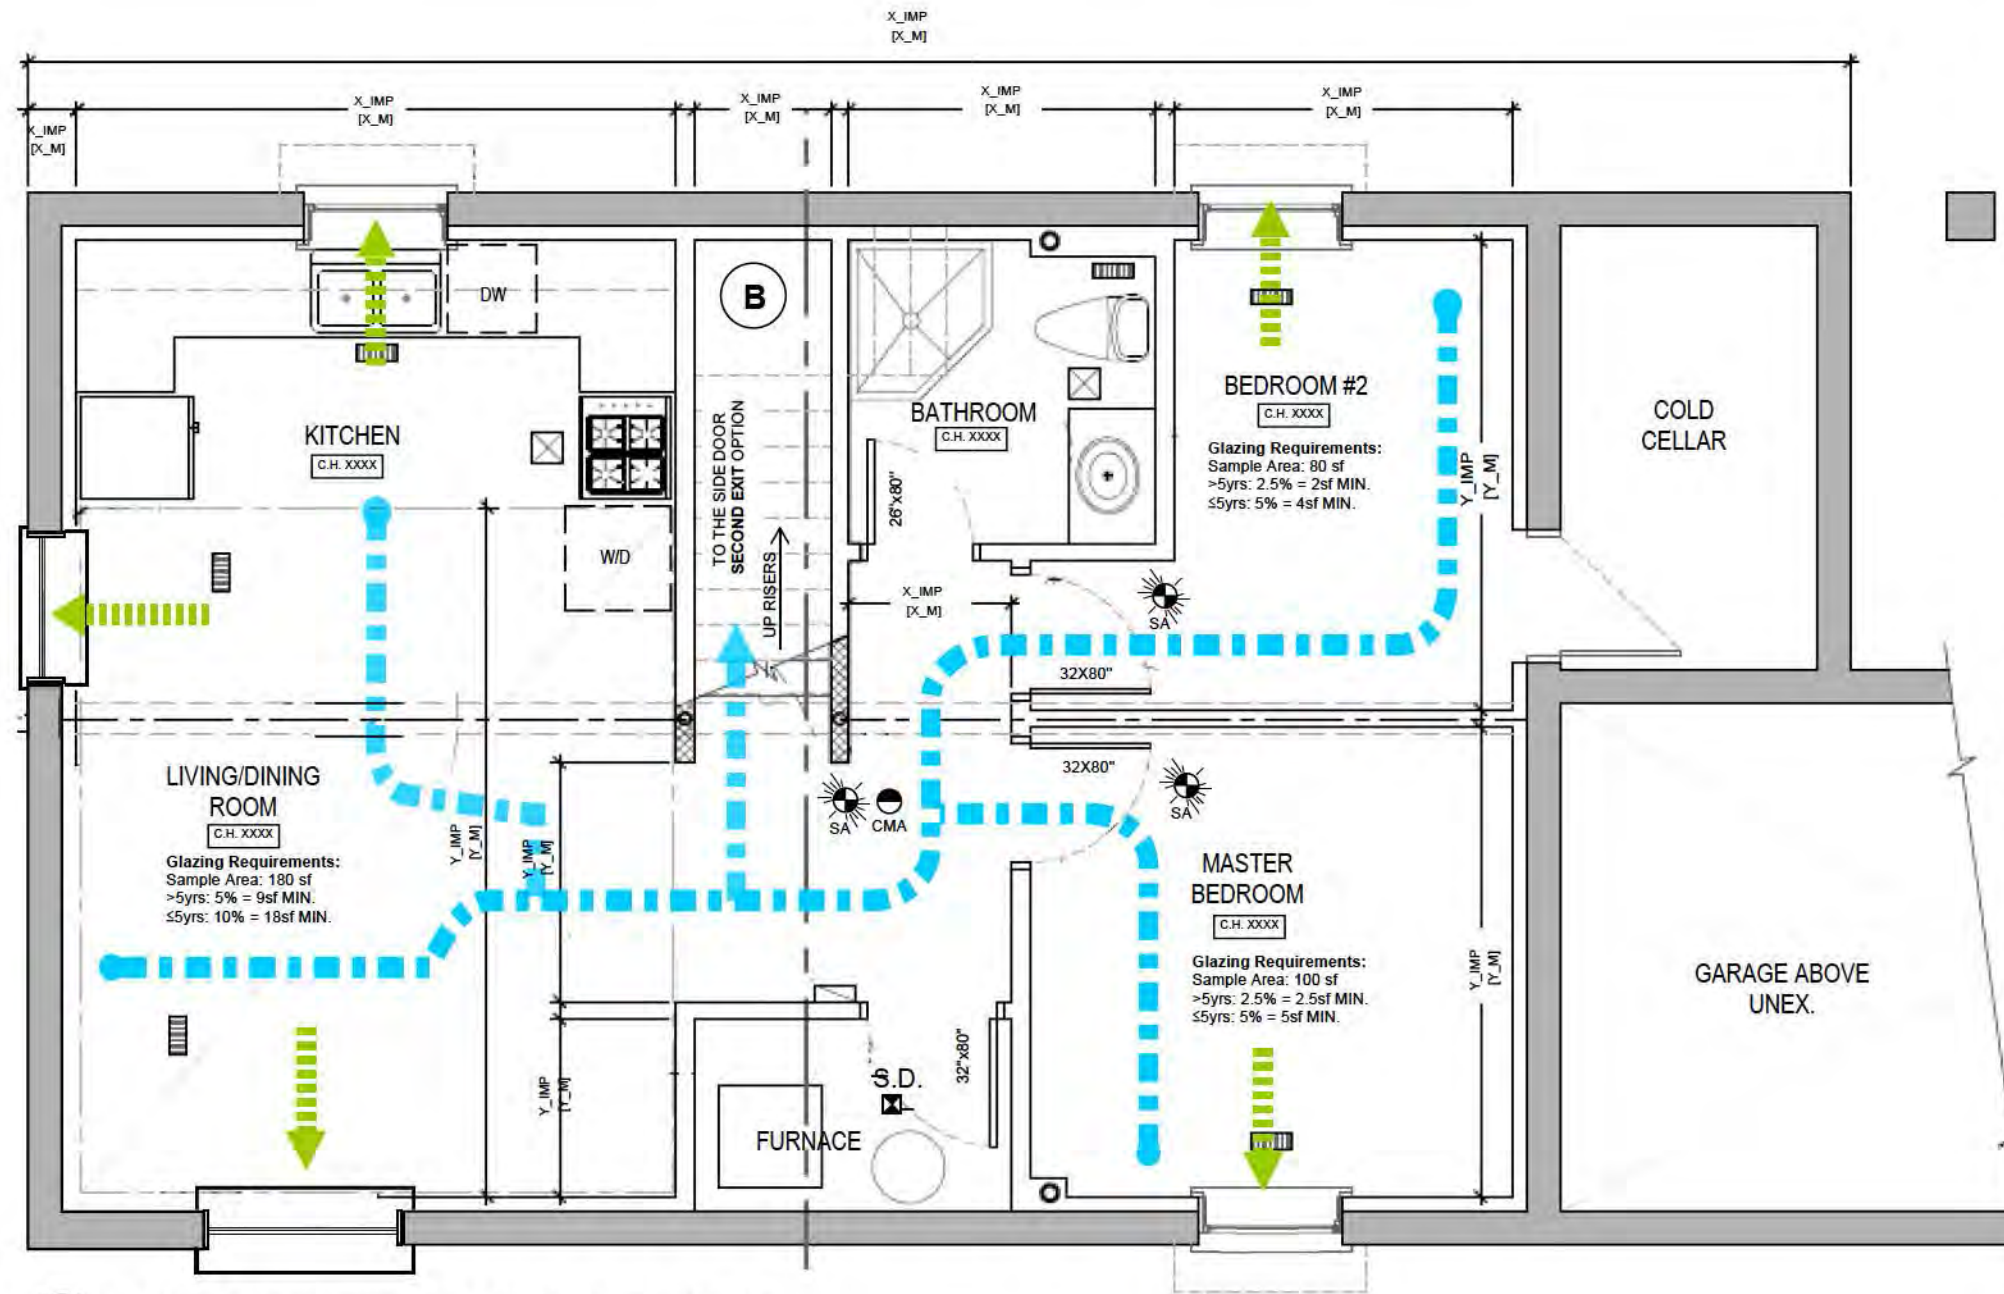 X_IMP
[X_M]
X_IMP
[X_M]
X_IMP
[X_M]
X_IMP
[X_M]
X_IMP
[X_M]
X_IMP
[X_M]
DW
B
KITCHEN
C.H. XXXX
TO THE SIDE DOOR
SECOND EXIT OPTION
UP RISERS
W/D
BATHROOM
C.H. XXXX
26"x80"
X_IMP
[X_M]
BEDROOM #2
C.H. XXXX
Glazing Requirements:
Sample Area: 80 sf
>5yrs: 2.5% = 2sf MIN.
≤5yrs: 5% = 4sf MIN.
Y_IMP
[Y_M]
COLD
CELLAR
SA
32X80"
32X80"
SA
SA
CMA
LIVING/DINING
ROOM
C.H. XXXX
Glazing Requirements:
Sample Area: 180 sf
>5yrs: 5% = 9sf MIN.
≤5yrs: 10% = 18sf MIN.
Y_IMP
[Y_M]
Y_IMP
[Y_M]
MASTER
BEDROOM
C.H. XXXX
Glazing Requirements:
Sample Area: 100 sf
>5yrs: 2.5% = 2.5sf MIN.
≤5yrs: 5% = 5sf MIN.
Y_IMP
[Y_M]
GARAGE ABOVE
UNEX.
Y_IMP
[Y_M]
S.D.
32"x80"
FURNACE